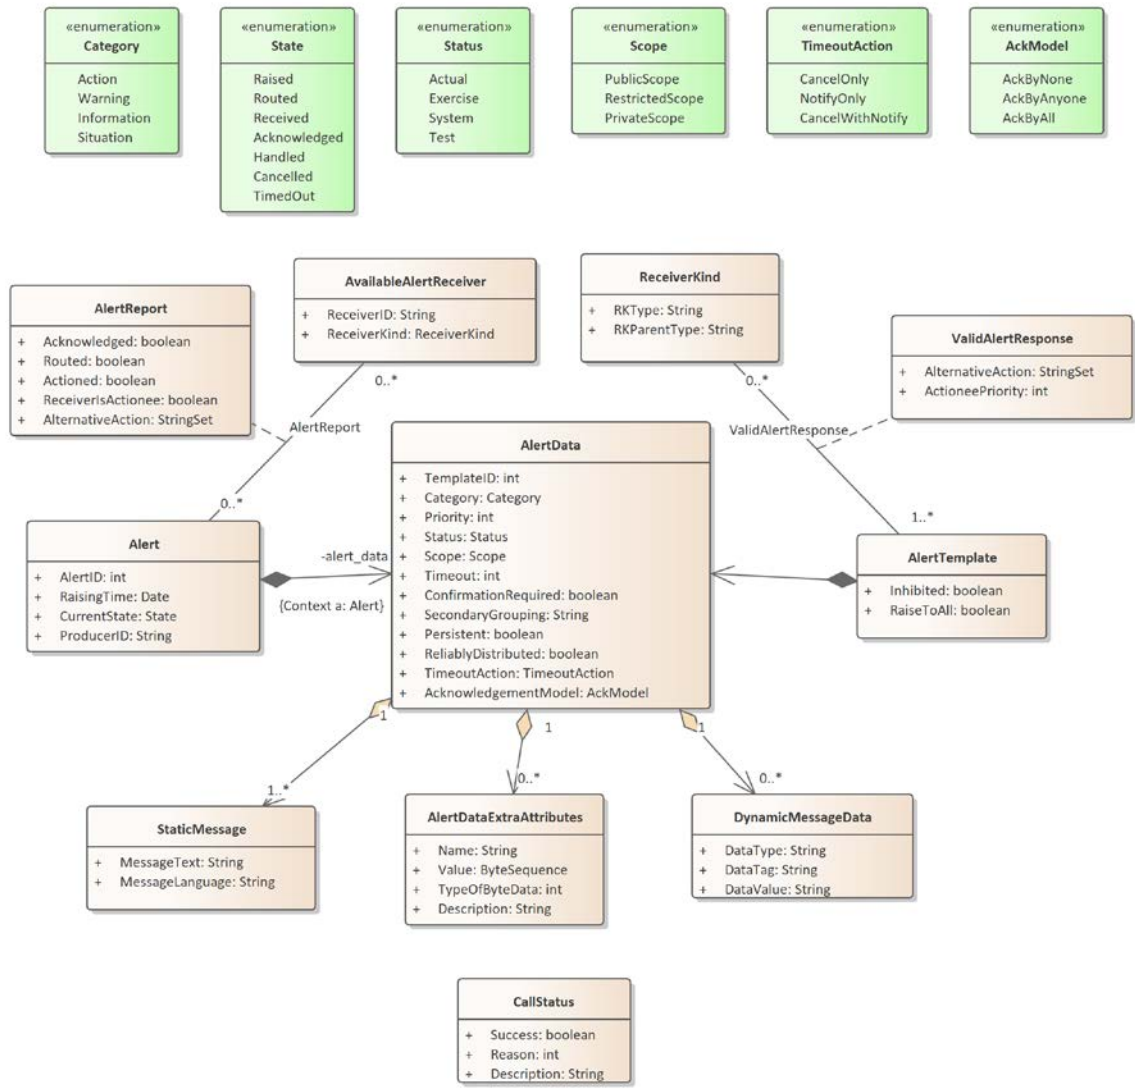 «enumeration»
Category
Action
Warning
Information
Situation
«enumeration»
State
Raised
Routed
Received
Acknowledged
Handled
Cancelled
TimedOut
«enumeration»
Status
Actual
Exercise
System
Test
«enumeration»
Scope
PublicScope
RestrictedScope
PrivateScope
«enumeration»
TimeoutAction
CancelOnly
NotifyOnly
CancelWithNotify
«enumeration»
AckModel
AckByNone
AckByAnyone
AckByAll
AlertReport
+ Acknowledged: boolean
+ Routed: boolean
+ Actioned: boolean
+ ReceiverIsActionee: boolean
+ AlternativeAction: StringSet
AvailableAlertReceiver
+ ReceiverID: String
+ ReceiverKind: ReceiverKind
ReceiverKind
+ RKType: String
+ RKParentType: String
ValidAlertResponse
+ AlternativeAction: StringSet
+ ActioneePriority: int
0..*
AlertReport
0..*
0..*
ValidAlertResponse
1..*
Alert
+ AlertID: int
+ RaisingTime: Date
+ CurrentState: State
+ ProducerID: String
-alert_data
{Context a: Alert}
AlertData
+ TemplateID: int
+ Category: Category
+ Priority: int
+ Status: Status
+ Scope: Scope
+ Timeout: int
+ ConfirmationRequired: boolean
+ SecondaryGrouping: String
+ Persistent: boolean
+ ReliablyDistributed: boolean
+ TimeoutAction: TimeoutAction
+ AcknowledgementModel: AckModel
AlertTemplate
+ Inhibited: boolean
+ RaiseToAll: boolean
1
1
1
1..*
0..*
0..*
StaticMessage
+ MessageText: String
+ MessageLanguage: String
AlertDataExtraAttributes
+ Name: String
+ Value: ByteSequence
+ TypeOfByteData: int
+ Description: String
DynamicMessageData
+ DataType: String
+ DataTag: String
+ DataValue: String
CallStatus
+ Success: boolean
+ Reason: int
+ Description: String